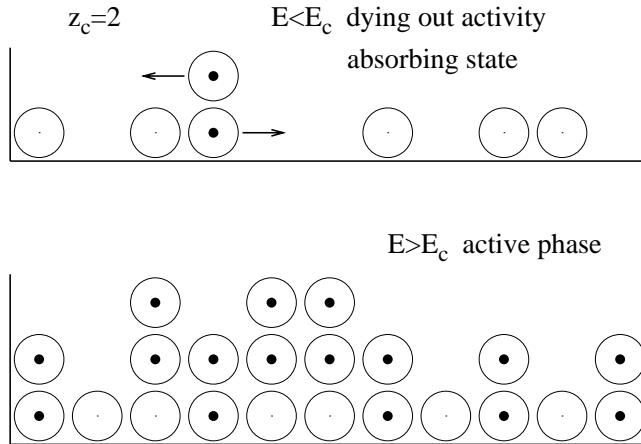 z_c=2 E<E_c dying out activity
absorbing state
E>E_c active phase